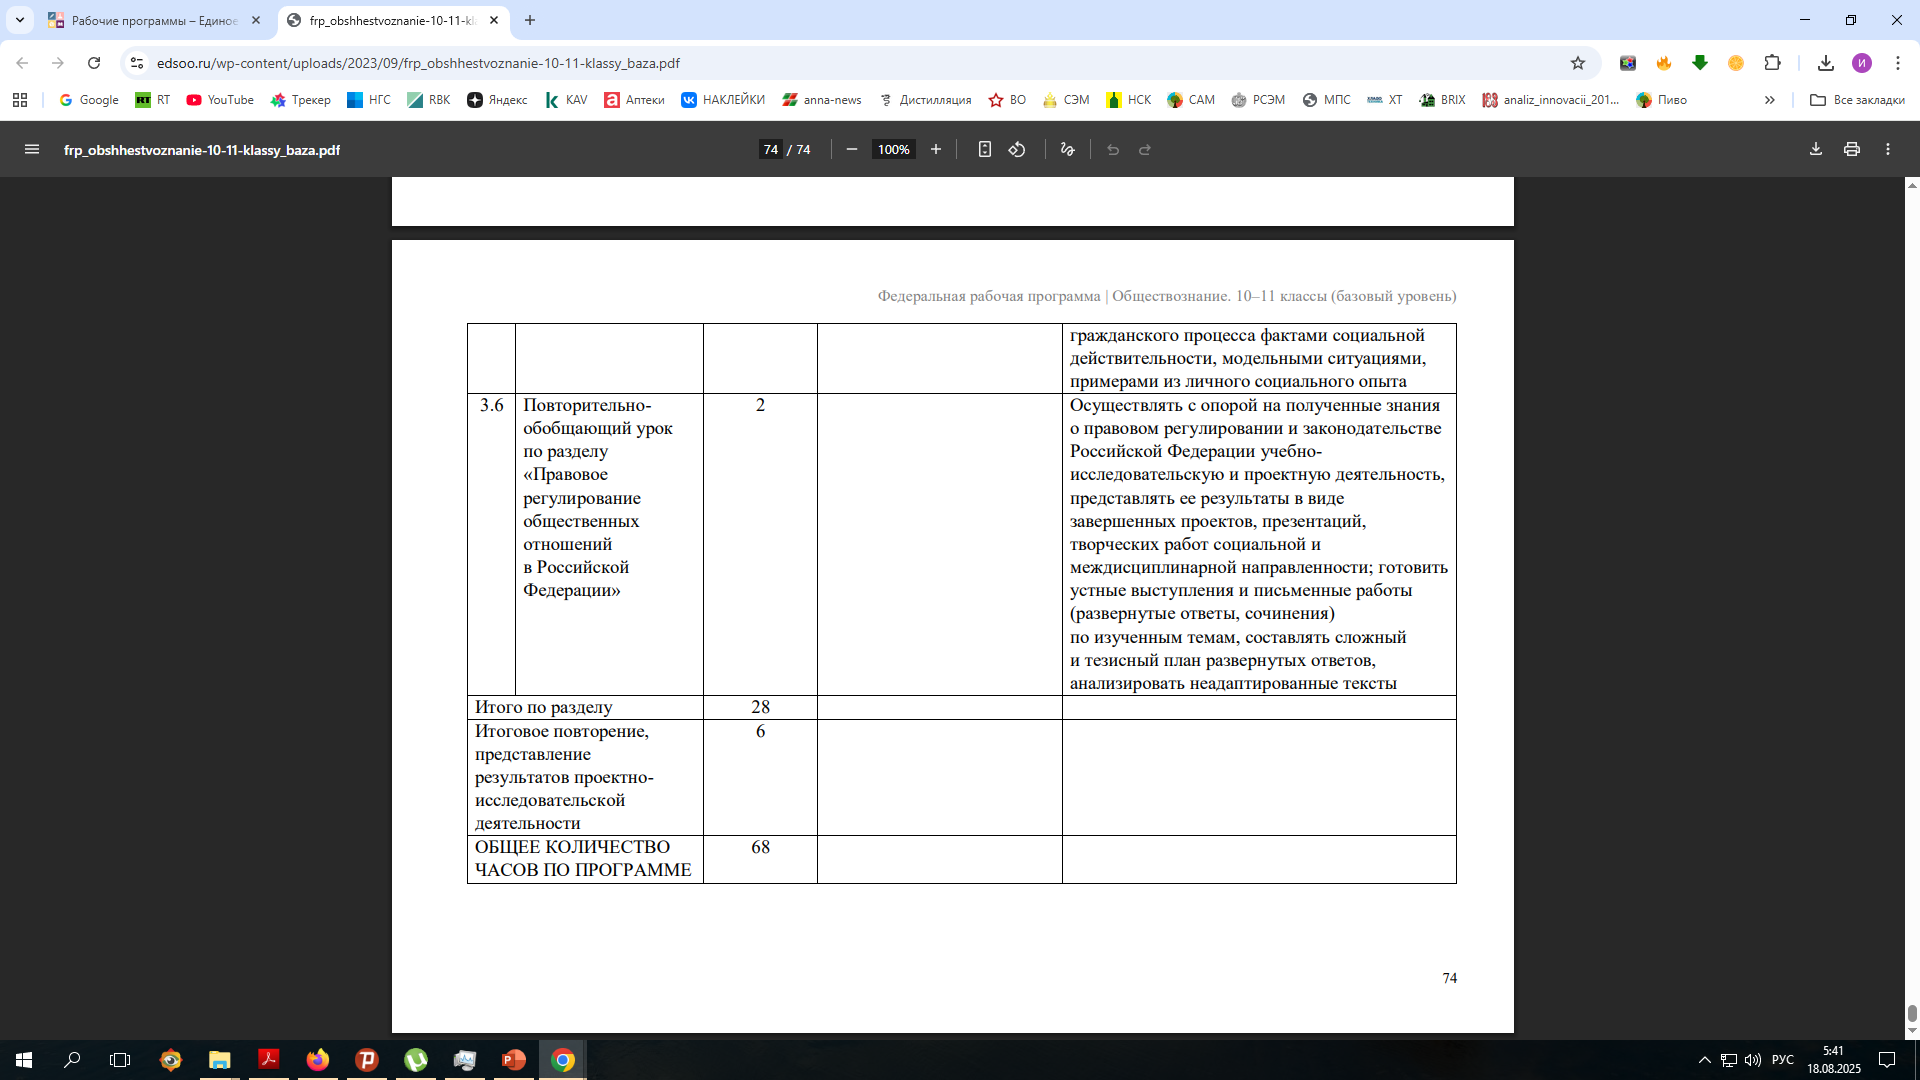 Рабочие программы – Единое
frp_obshhestvoznanie-10-11-kl
edsoo.ru/wp-content/uploads/2023/09/frp_obshhestvoznanie-10-11-klassy_baza.pdf
И
Google RT YouTube Трекер НГС RBK Яндекс KAV Аптеки НАКЛЕЙКИ anna-news Дистилляция ВО СЭМ НСК САМ РСЭМ МПС ХТ BRIX analiz_innovacii_201... Пиво » Все закладки
frp_obshhestvoznanie-10-11-klassy_baza.pdf
74 / 74
100%
Федеральная рабочая программа | Обществознание. 10–11 классы (базовый уровень)
гражданского процесса фактами социальной
действительности, модельными ситуациями,
примерами из личного социального опыта
3.6
Повторительно-
обобщающий урок
по разделу
«Правовое
регулирование
общественных
отношений
в Российской
Федерации»
2
Осуществлять с опорой на полученные знания
о правовом регулировании и законодательстве
Российской Федерации учебно-
исследовательскую и проектную деятельность,
представлять ее результаты в виде
завершенных проектов, презентаций,
творческих работ социальной и
междисциплинарной направленности; готовить
устные выступления и письменные работы
(развернутые ответы, сочинения)
по изученным темам, составлять сложный
и тезисный план развернутых ответов,
анализировать неадаптированные тексты
Итого по разделу
28
Итоговое повторение,
представление
результатов проектно-
исследовательской
деятельности
6
ОБЩЕЕ КОЛИЧЕСТВО
ЧАСОВ ПО ПРОГРАММЕ
68
74
РУС
5:41
18.08.2025